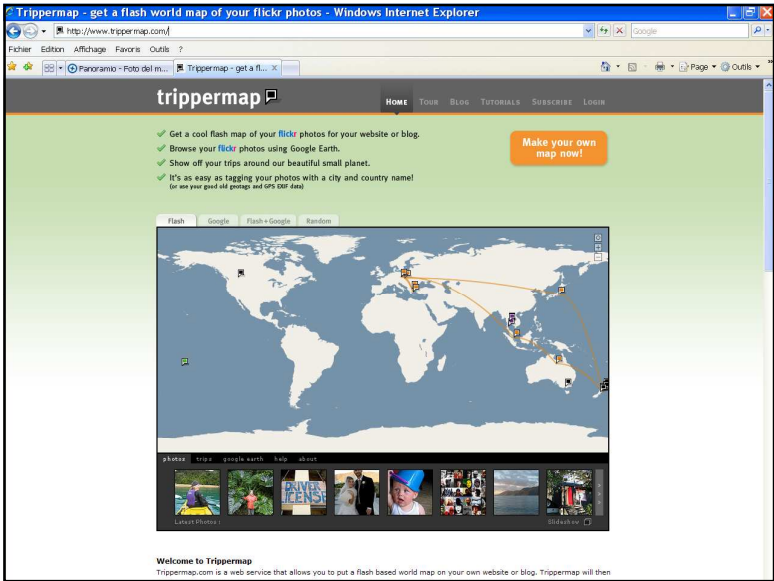 Trippermap - get a flash world map of your flickr photos - Windows Internet Explorer
http://www.trippermap.com/
Google
Fichier Edition Affichage Favoris Outils ?
Panoramio - Foto del m... Trippermap - get a fl... Page Outils
trippermap
HOME TOUR BLOG TUTORIALS SUBSCRIBE LOGIN
Get a cool flash map of your flickr photos for your website or blog.
Browse your flickr photos using Google Earth.
Show off your trips around our beautiful small planet.
It's as easy as tagging your photos with a city and country name!
(or use your good old geotags and GPS EXIF data)
Make your own
map now!
Flash Google Flash+Google Random
photos trips google earth help about
DRIVER
LICENSE
Latest Photos : Slideshow
Welcome to Trippermap
Trippermap.com is a web service that allows you to put a flash based world map on your own website or blog. Trippermap will then